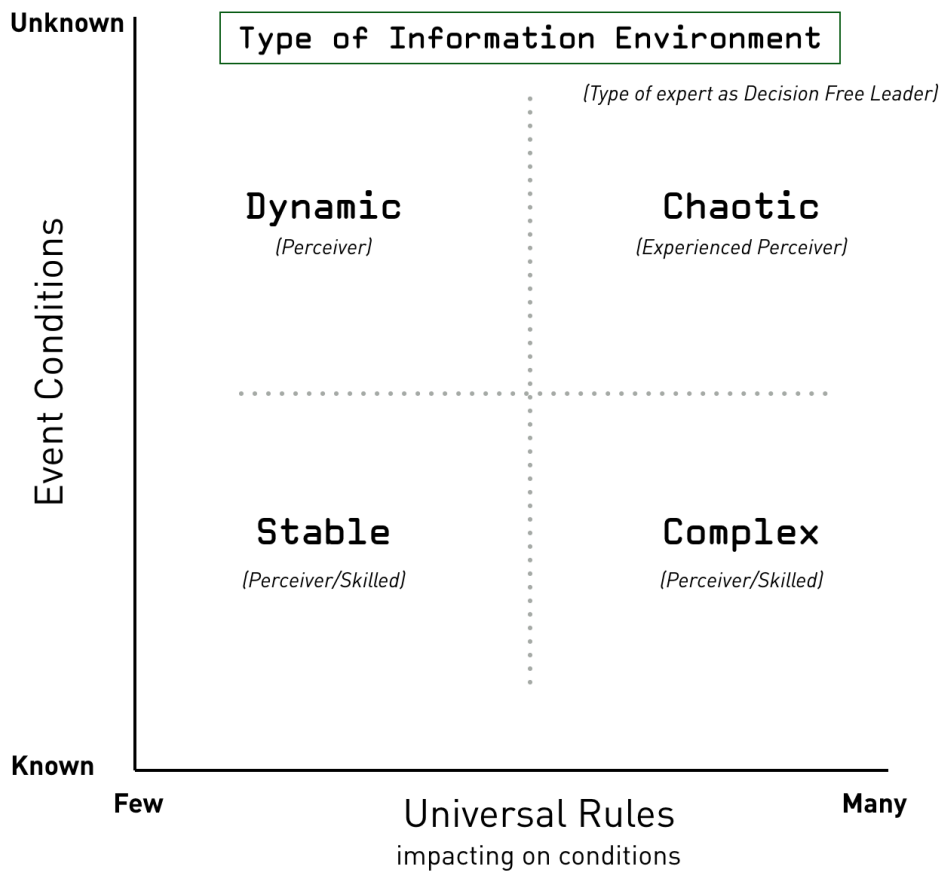 Unknown
Type of Information Environment
(Type of expert as Decision Free Leader)
Dynamic
(Perceiver)
Chaotic
(Experienced Perceiver)
Event Conditions
Stable
(Perceiver/Skilled)
Complex
(Perceiver/Skilled)
Known
Few
Universal Rules
impacting on conditions
Many